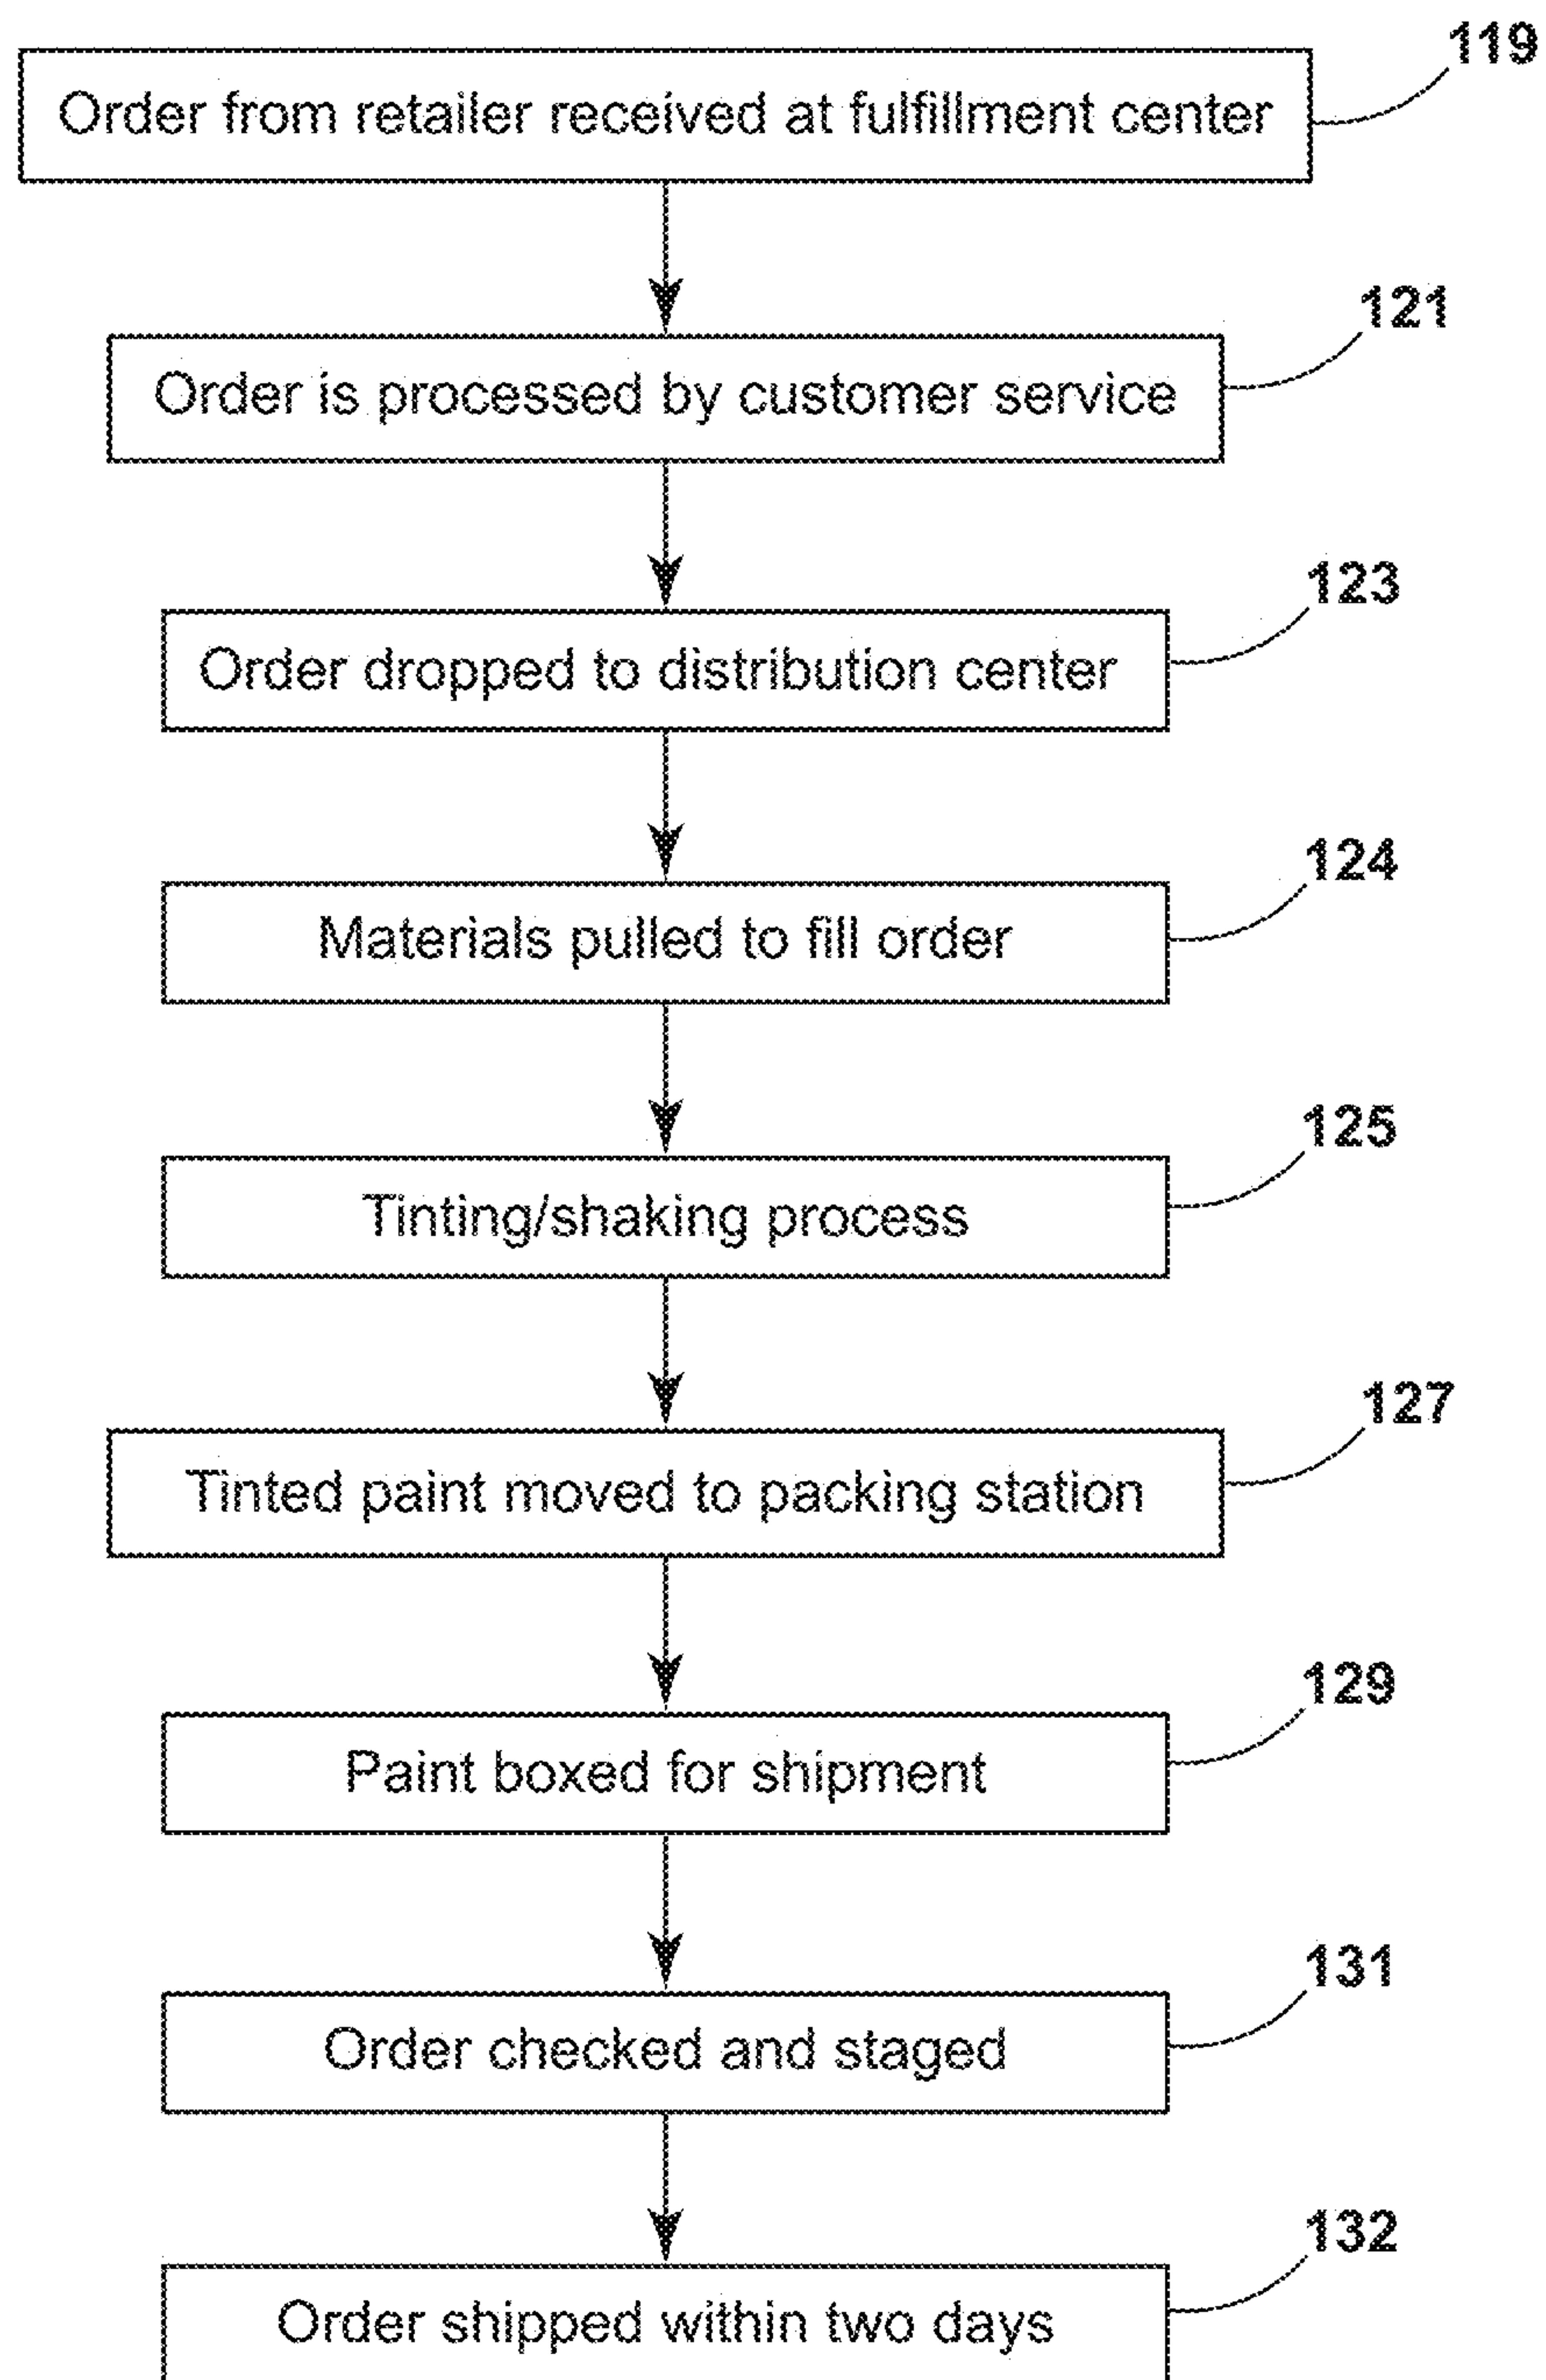 119
Order from retailer received at fulfillment center
121
Order is processed by customer service
123
Order dropped to distribution center
124
Materials pulled to fill order
125
Tinting/shaking process
127
Tinted paint moved to packing station
129
Paint boxed for shipment
131
Order checked and staged
132
Order shipped within two days